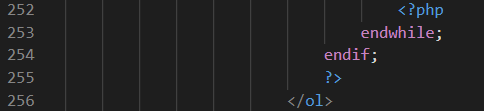 252 <?php
253 endwhile;
254 endif;
255 ?>
256 </ol>